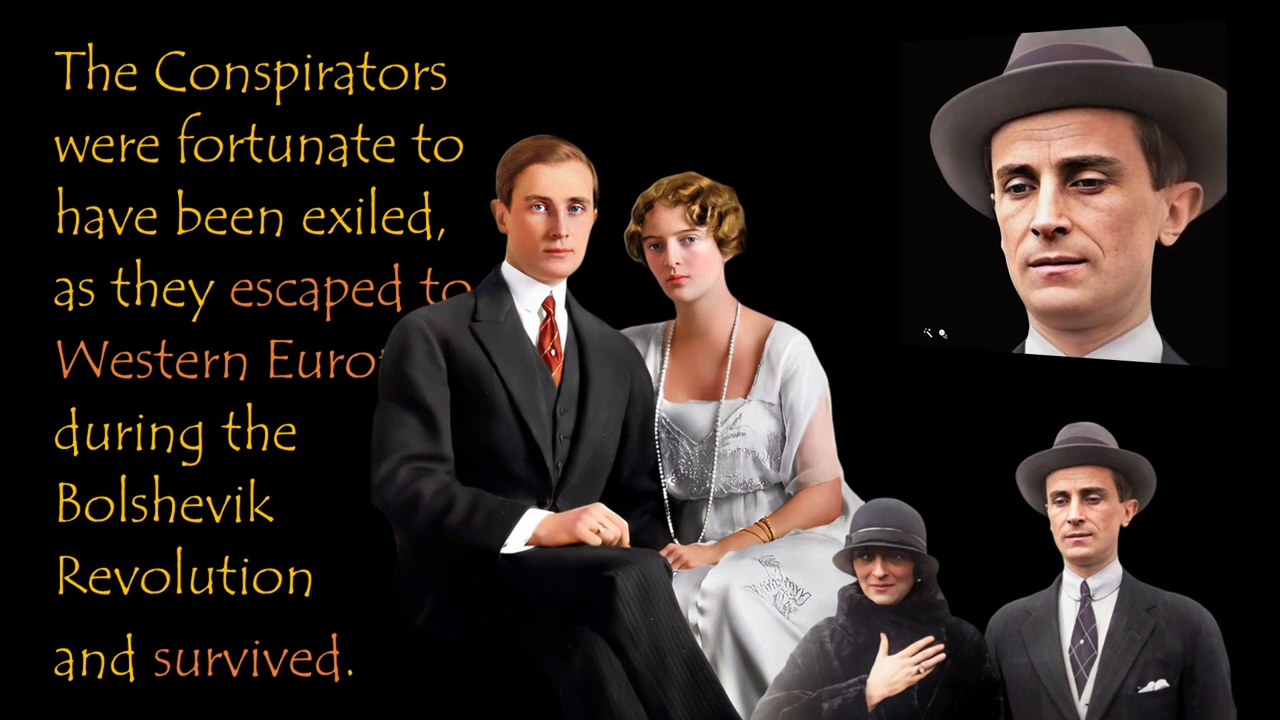 The Conspirators
were fortunate to
have been exiled,
as they escaped to
Western Euro
during the
Bolshevik
Revolution
and survived.